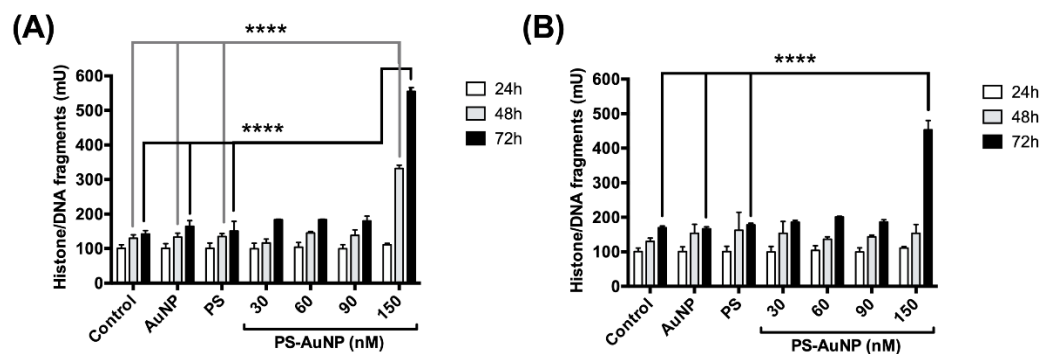 (A)
****
****
Histone/DNA fragments (mU)
600
500
400
300
200
100
0
Control
AuNP
PS
30
60
90
150
PS-AuNP (nM)
24h
48h
72h
(B)
****
Histone/DNA fragments (mU)
600
500
400
300
200
100
0
Control
AuNP
PS
30
60
90
150
PS-AuNP (nM)
24h
48h
72h